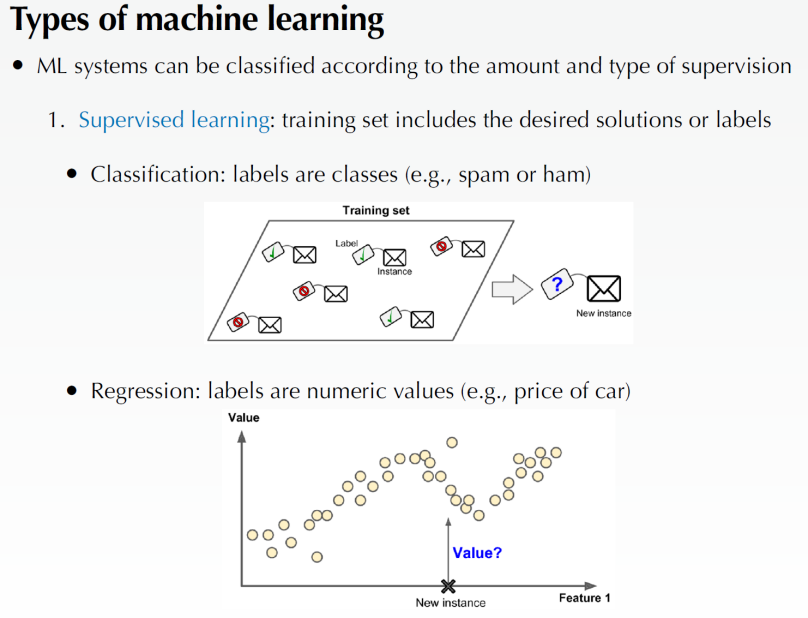 Types of machine learning
• ML systems can be classified according to the amount and type of supervision
1. Supervised learning: training set includes the desired solutions or labels
• Classification: labels are classes (e.g., spam or ham)
Training set
Label
Instance
?
New instance
• Regression: labels are numeric values (e.g., price of car)
Value
Value?
New instance
Feature 1